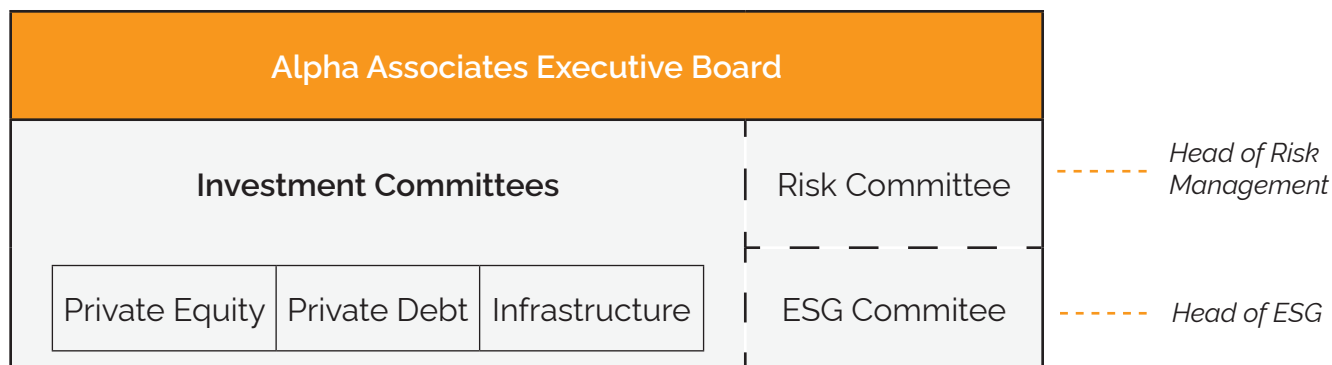 Alpha Associates Executive Board
Investment Committees
Risk Committee
Head of Risk
Management
Private Equity
Private Debt
Infrastructure
ESG Commitee
Head of ESG